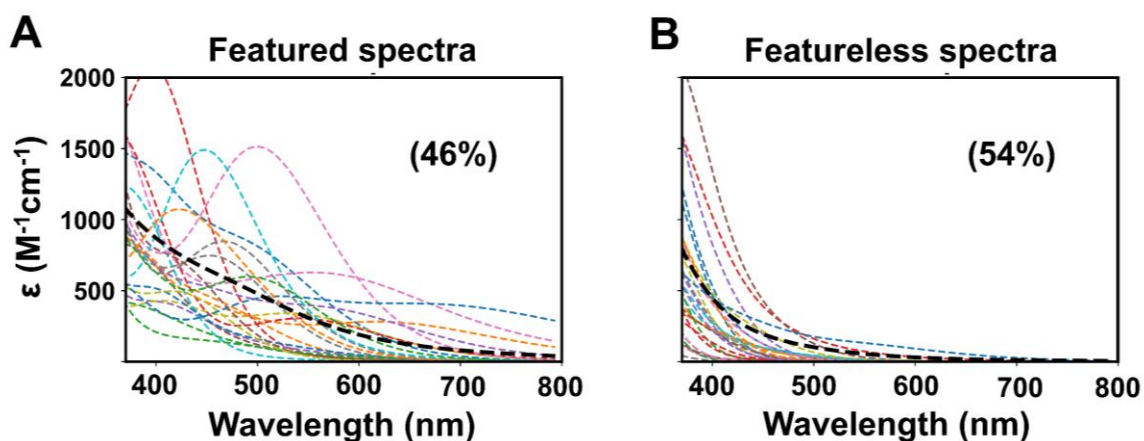 A
Featured spectra
B
Featureless spectra
2000
1500
1000
500
ε (M⁻¹cm⁻¹)
(46%)
(54%)
400 500 600 700 800
400 500 600 700 800
Wavelength (nm)
Wavelength (nm)